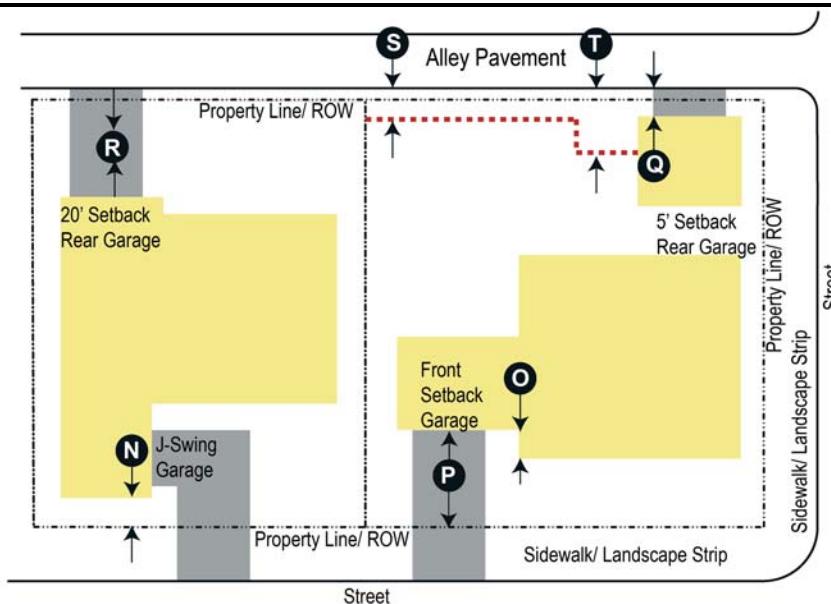 S
T
Alley Pavement
Property Line/ ROW
R
Q
20' Setback
Rear Garage
5' Setback
Rear Garage
Property Line/ ROW
Street
Sidewalk/ Landscape Strip
Front
Setback
Garage
O
N
J-Swing
Garage
P
Property Line/ ROW
Sidewalk/ Landscape Strip
Street